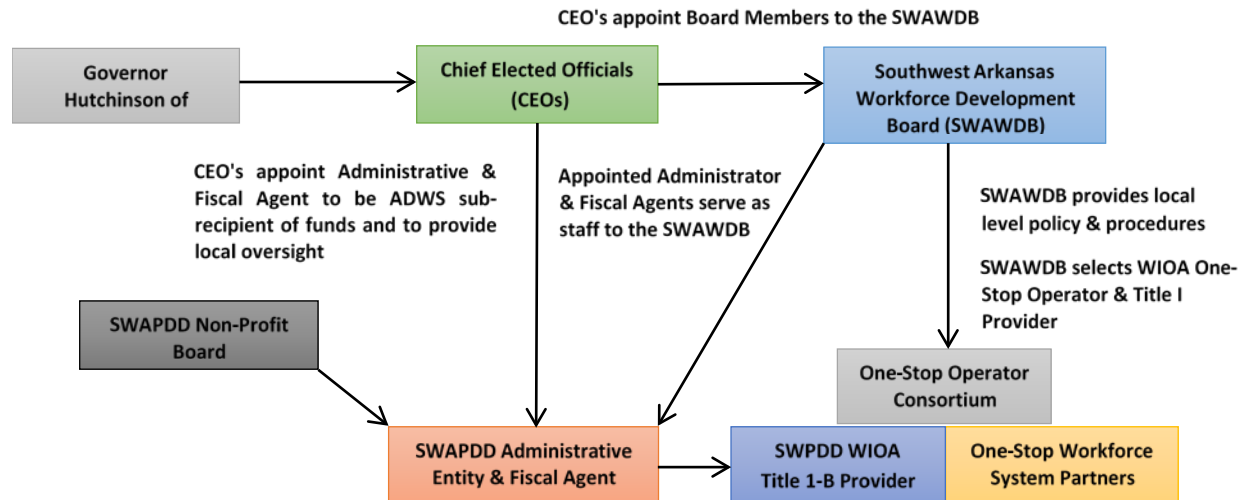 CEO's appoint Board Members to the SWAWDB
Governor
Hutchinson of
Chief Elected Officials
(CEOs)
Southwest Arkansas
Workforce Development
Board (SWAWDB)
CEO's appoint Administrative &
Fiscal Agent to be ADWS sub-
recipient of funds and to provide
local oversight
Appointed Administrator
& Fiscal Agents serve as
staff to the SWAWDB
SWAWDB provides local
level policy & procedures
SWAWDB selects WIOA One-
Stop Operator & Title I
Provider
SWAPDD Non-Profit
Board
One-Stop Operator
Consortium
SWAPDD Administrative
Entity & Fiscal Agent
SWPDD WIOA
Title 1-B Provider
One-Stop Workforce
System Partners